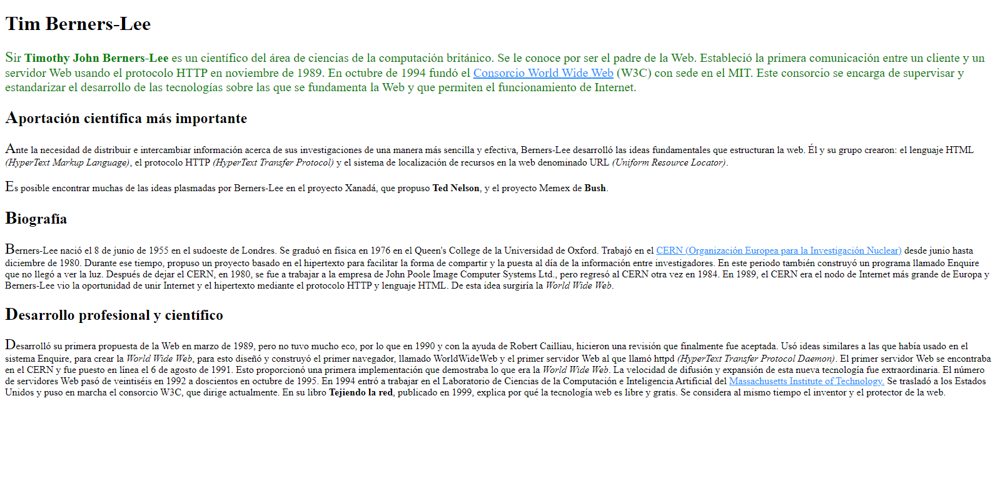 Tim Berners-Lee
Sir Timothy John Berners-Lee es un científico del área de ciencias de la computación británico. Se le conoce por ser el padre de la Web. Estableció la primera comunicación entre un cliente y un
servidor Web usando el protocolo HTTP en noviembre de 1989. En octubre de 1994 fundó el Consorcio World Wide Web (W3C) con sede en el MIT. Este consorcio se encarga de supervisar y
estandarizar el desarrollo de las tecnologías sobre las que se fundamenta la Web y que permiten el funcionamiento de Internet.
Aportación científica más importante
Ante la necesidad de distribuir e intercambiar información acerca de sus investigaciones de una manera más sencilla y efectiva, Berners-Lee desarrolló las ideas fundamentales que estructuran la web. Él y su grupo crearon: el lenguaje HTML
(HyperText Markup Language), el protocolo HTTP (HyperText Transfer Protocol) y el sistema de localización de recursos en la web denominado URL (Uniform Resource Locator).
Es posible encontrar muchas de las ideas plasmadas por Berners-Lee en el proyecto Xanadá, que propuso Ted Nelson, y el proyecto Memex de Bush.
Biografía
Berners-Lee nació el 8 de junio de 1955 en el sudoeste de Londres. Se graduó en física en 1976 en el Queen's College de la Universidad de Oxford. Trabajó en el CERN (Organización Europea para la Investigación Nuclear) desde junio hasta
diciembre de 1980. Durante ese tiempo, propuso un proyecto basado en el hipertexto para facilitar la forma de compartir y la puesta al día de la información entre investigadores. En este periodo también construyó un programa llamado Enquire
que no llegó a ver la luz. Después de dejar el CERN, en 1980, se fue a trabajar a la empresa de John Poole Image Computer Systems Ltd., pero regresó al CERN otra vez en 1984. En 1989, el CERN era el nodo de Internet más grande de Europa y
Berners-Lee vio la oportunidad de unir Internet y el hipertexto mediante el protocolo HTTP y lenguaje HTML. De esta idea surgiría la World Wide Web.
Desarrollo profesional y científico
Desarrolló su primera propuesta de la Web en marzo de 1989, pero no tuvo mucho eco, por lo que en 1990 y con la ayuda de Robert Cailliau, hicieron una revisión que finalmente fue aceptada. Usó ideas similares a las que había usado en el
sistema Enquire, para crear la World Wide Web, para esto diseñó y construyó el primer navegador, llamado WorldWideWeb y el primer servidor Web al que llamó httpd (HyperText Transfer Protocol Daemon). El primer servidor Web se encontraba
en el CERN y fue puesto en línea el 6 de agosto de 1991. Esto proporcionó una primera implementación que demostraba lo que era la World Wide Web. La velocidad de difusión y expansión de esta nueva tecnología fue extraordinaria. El número
de servidores Web pasó de veintiséis en 1992 a doscientos en octubre de 1995. En 1994 entró a trabajar en el Laboratorio de Ciencias de la Computación e Inteligencia Artificial del Massachusetts Institute of Technology. Se trasladó a los Estados
Unidos y puso en marcha el consorcio W3C, que dirige actualmente. En su libro Tejiendo la red, publicado en 1999, explica por qué la tecnología web es libre y gratis. Se considera al mismo tiempo el inventor y el protector de la web.